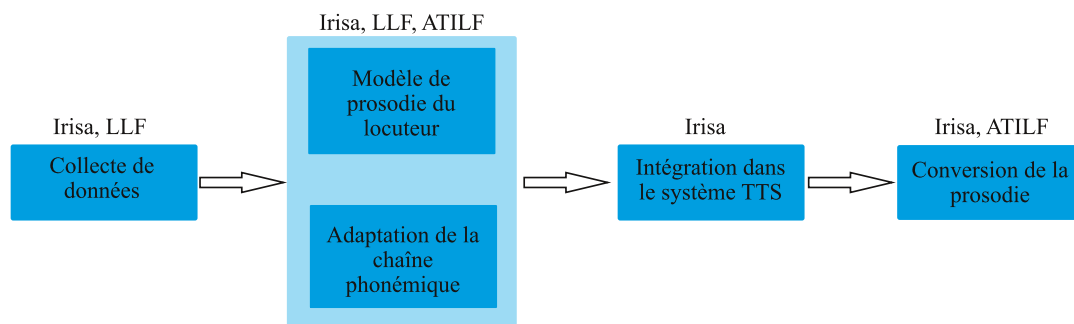 Irisa, LLF
Collecte de
données
Irisa, LLF, ATILF
Modèle de
prosodie du
locuteur
Adaptation de la
chaîne
phonémique
Irisa
Intégration dans
le système TTS
Irisa, ATILF
Conversion de la
prosodie